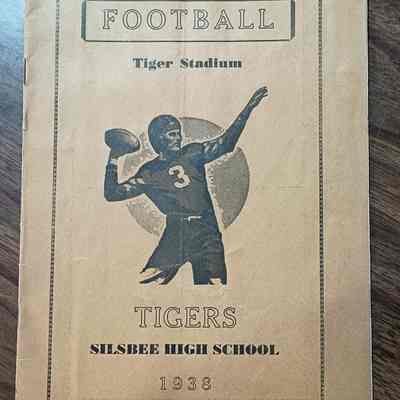 FOOTBALL
Tiger Stadium
3
TIGERS
SILSBEE HIGH SCHOOL
1938